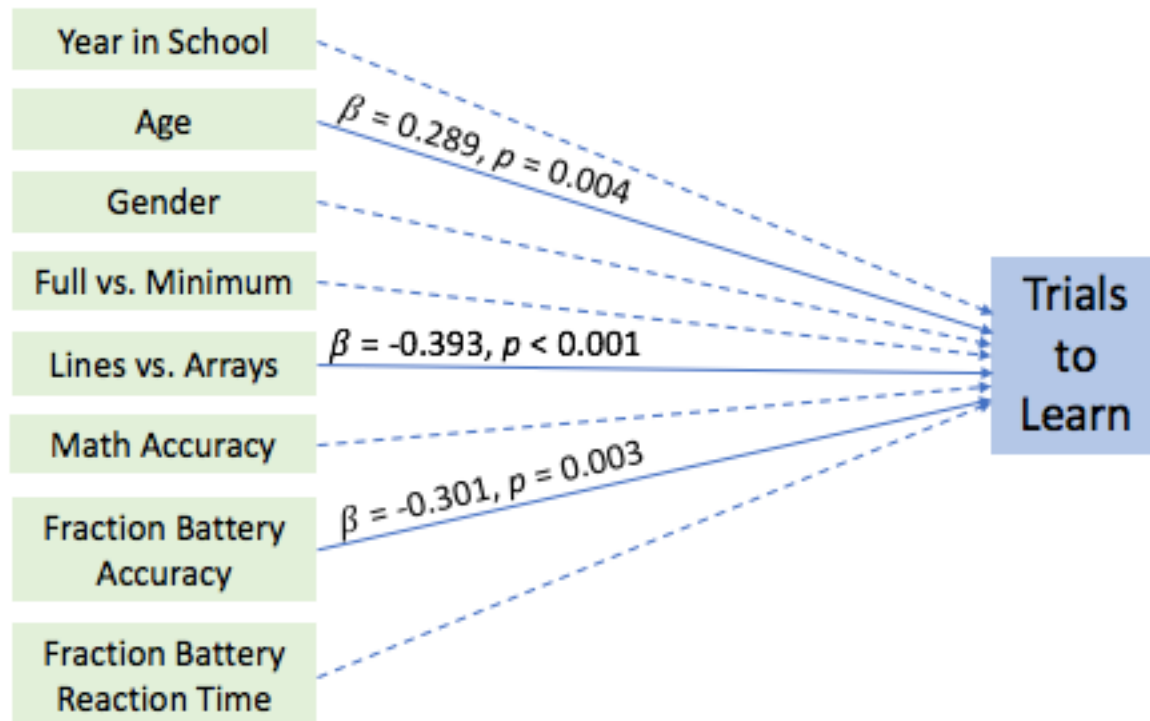 Year in School
Age
β = 0.289, p = 0.004
Gender
Full vs. Minimum
Lines vs. Arrays
β = -0.393, p < 0.001
Math Accuracy
Fraction Battery
Accuracy
β = -0.301, p = 0.003
Fraction Battery
Reaction Time
Trials
to
Learn